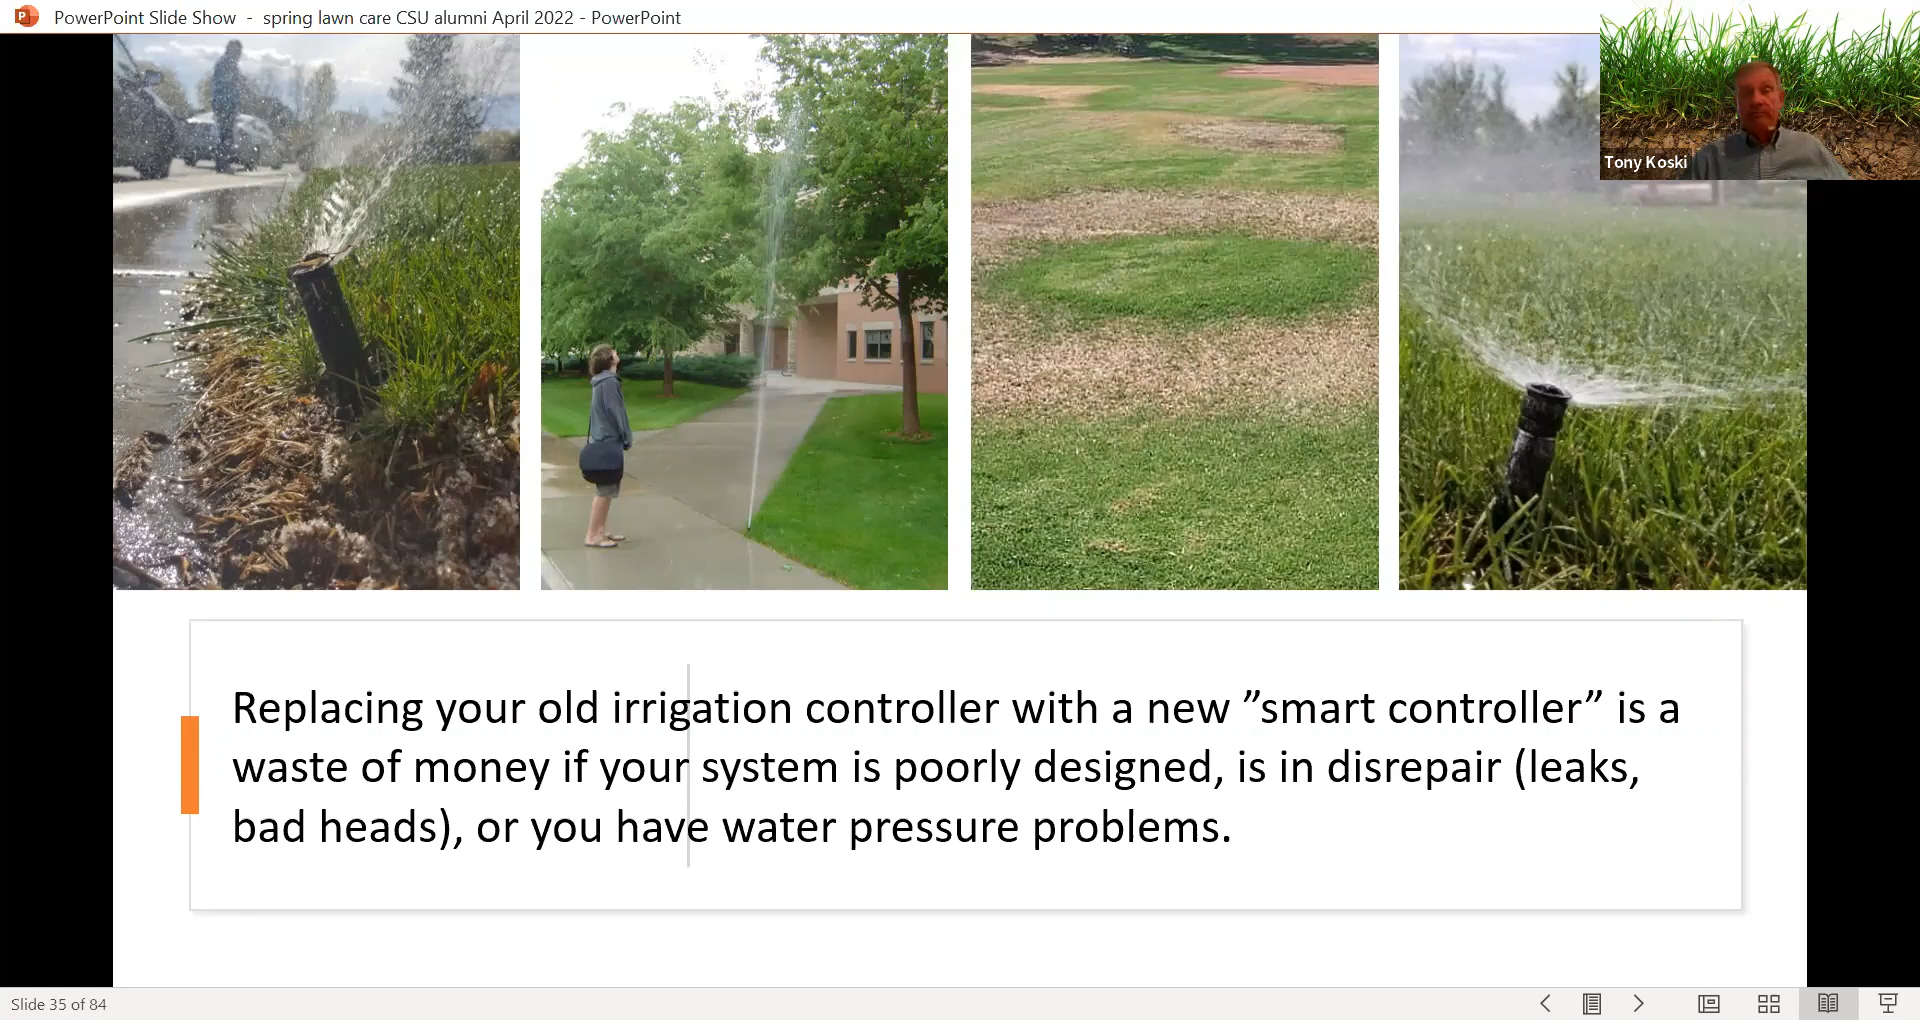 PowerPoint Slide Show - spring lawn care CSU alumni April 2022 - PowerPoint
Tony Koski
Replacing your old irrigation controller with a new ”smart controller” is a
waste of money if your system is poorly designed, is in disrepair (leaks,
bad heads), or you have water pressure problems.
Slide 35 of 84